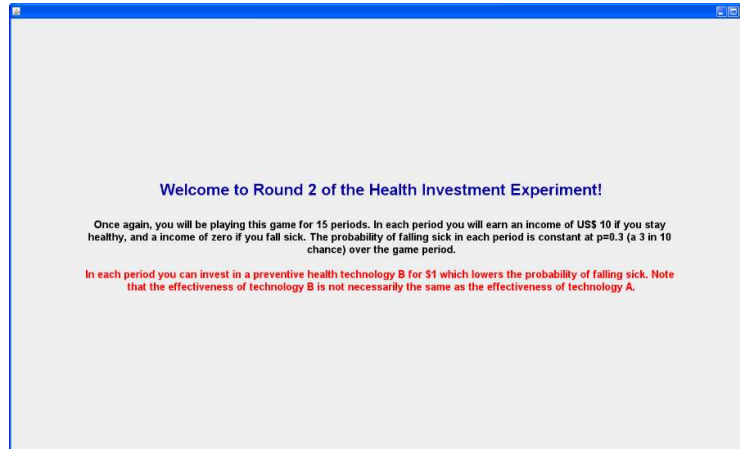 Welcome to Round 2 of the Health Investment Experiment!
Once again, you will be playing this game for 15 periods. In each period you will earn an income of US$ 10 if you stay
healthy, and a income of zero if you fall sick. The probability of falling sick in each period is constant at p=0.3 (a 3 in 10
chance) over the game period.
In each period you can invest in a preventive health technology B for $1 which lowers the probability of falling sick. Note
that the effectiveness of technology B is not necessarily the same as the effectiveness of technology A.